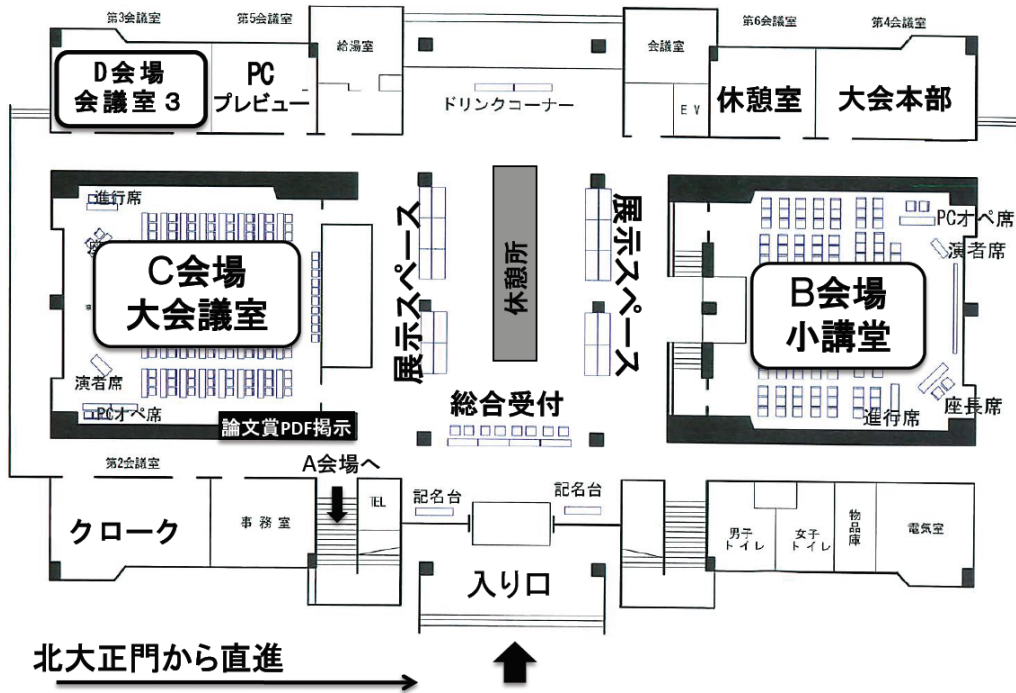 第3会議室
第5会議室
第6会議室
第4会議室
D会場
会議室3
PC
プレビュー
給湯室
会議室
休憩室
大会本部
ドリンクコーナー
EV
進行席
C会場
大会議室
演者席
PCオペ席
展示スペース
休憩所
展示スペース
PCオペ席
演者席
B会場
小講堂
座長席
進行席
総合受付
論文賞PDF掲示
A会場へ
第2会議室
クローク
事務室
TEL
記名台
記名台
男子
トイレ
女子
トイレ
物品庫
電気室
入り口
北大正門から直進